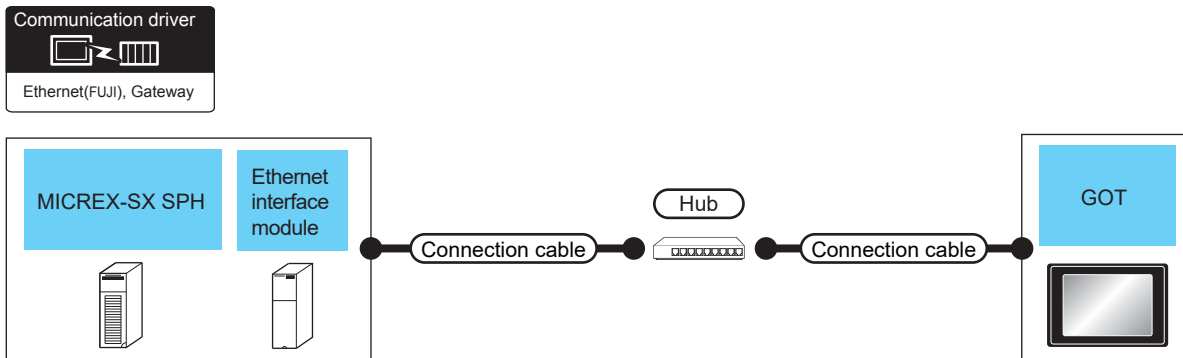 Communication driver
Ethernet(FUJI), Gateway
MICREX-SX SPH
Ethernet
interface
module
Connection cable
Hub
Connection cable
GOT